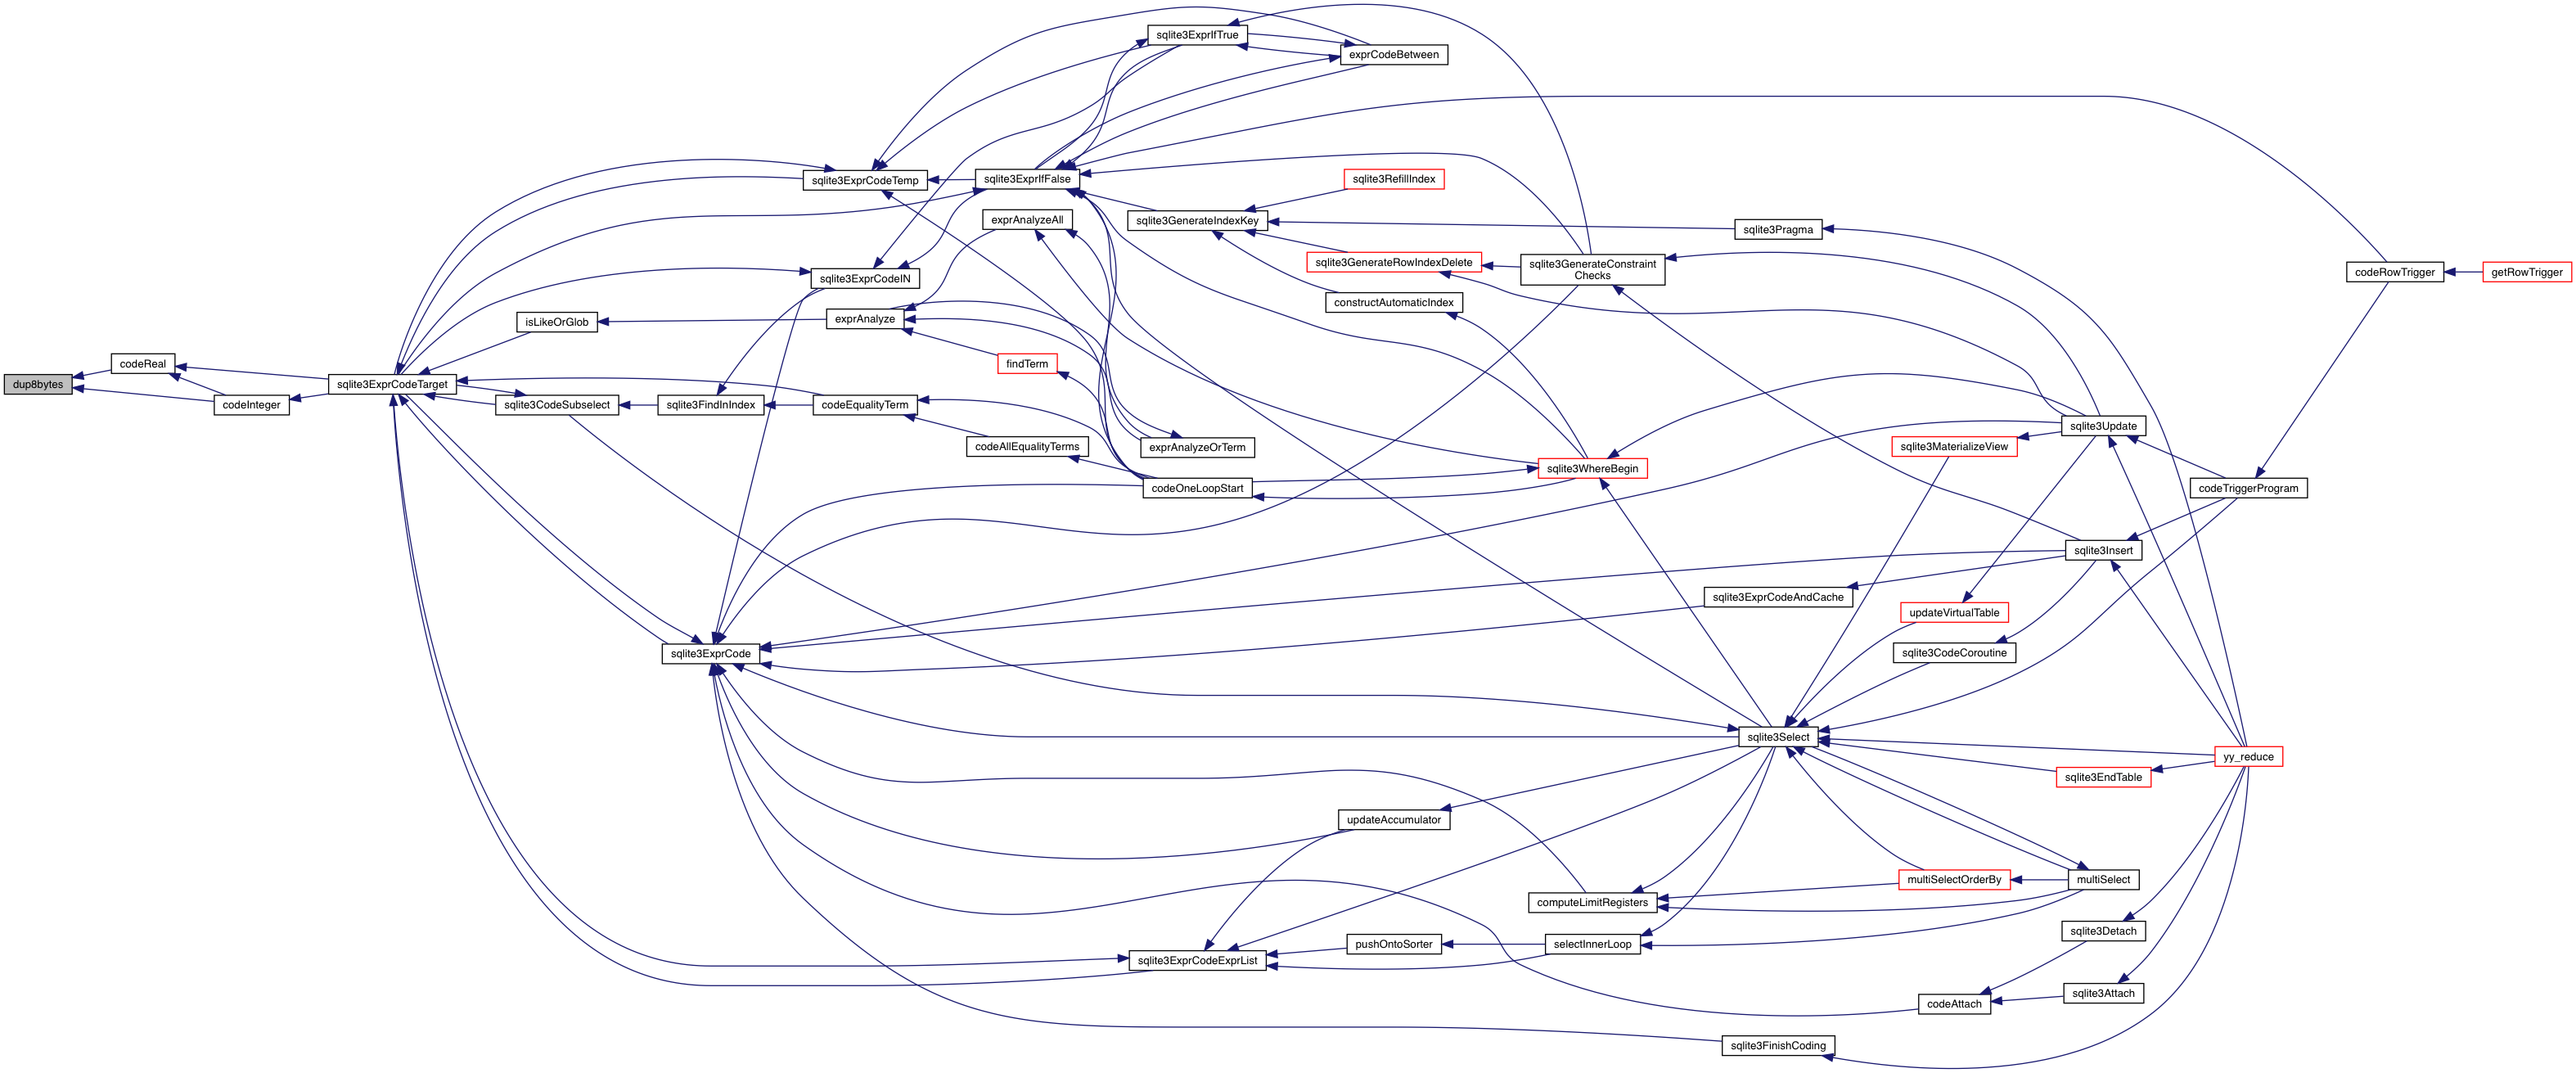 dup8bytes
codeReal
codeInteger
sqlite3ExprCodeTarget
isLikeOrGlob
sqlite3CodeSubselect
sqlite3FindInIndex
sqlite3ExprCode
sqlite3ExprCodeTemp
sqlite3ExprCodeIN
exprAnalyze
codeEqualityTerm
sqlite3ExprIfFalse
exprAnalyzeAll
findTerm
codeAllEqualityTerms
sqlite3ExprIfTrue
sqlite3GenerateIndexKey
exprAnalyzeOrTerm
codeOneLoopStart
sqlite3ExprCodeExprList
exprCodeBetween
sqlite3RefillIndex
sqlite3GenerateRowIndexDelete
constructAutomaticIndex
updateAccumulator
pushOntoSorter
sqlite3GenerateConstraint
Checks
sqlite3WhereBegin
computeLimitRegisters
selectInnerLoop
sqlite3Pragma
sqlite3ExprCodeAndCache
sqlite3Select
sqlite3FinishCoding
sqlite3MaterializeView
updateVirtualTable
sqlite3CodeCoroutine
multiSelectOrderBy
codeAttach
sqlite3Update
sqlite3Insert
sqlite3EndTable
multiSelect
sqlite3Detach
sqlite3Attach
codeTriggerProgram
yy_reduce
codeRowTrigger
getRowTrigger